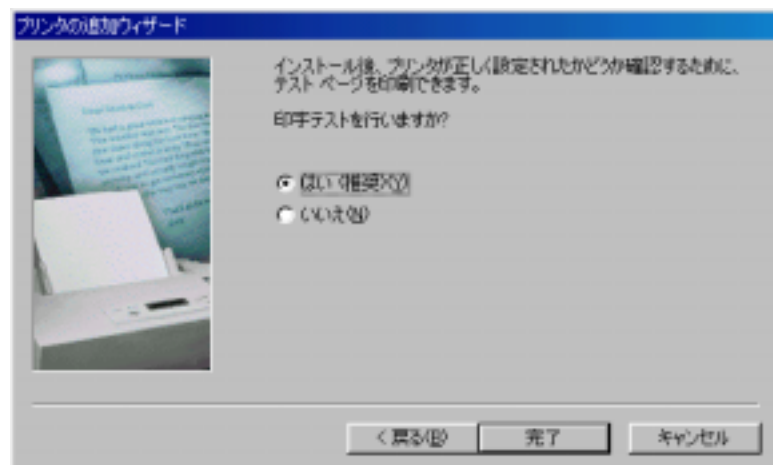 プリンタの追加ウィザード
インストール後、プリンタが正しく設定されたかどうか確認するために、
テスト ページを印刷できます。
印字テストを行いますか?
はい (推奨)(Y)
いいえ(N)
< 戻る(B)
完了
キャンセル